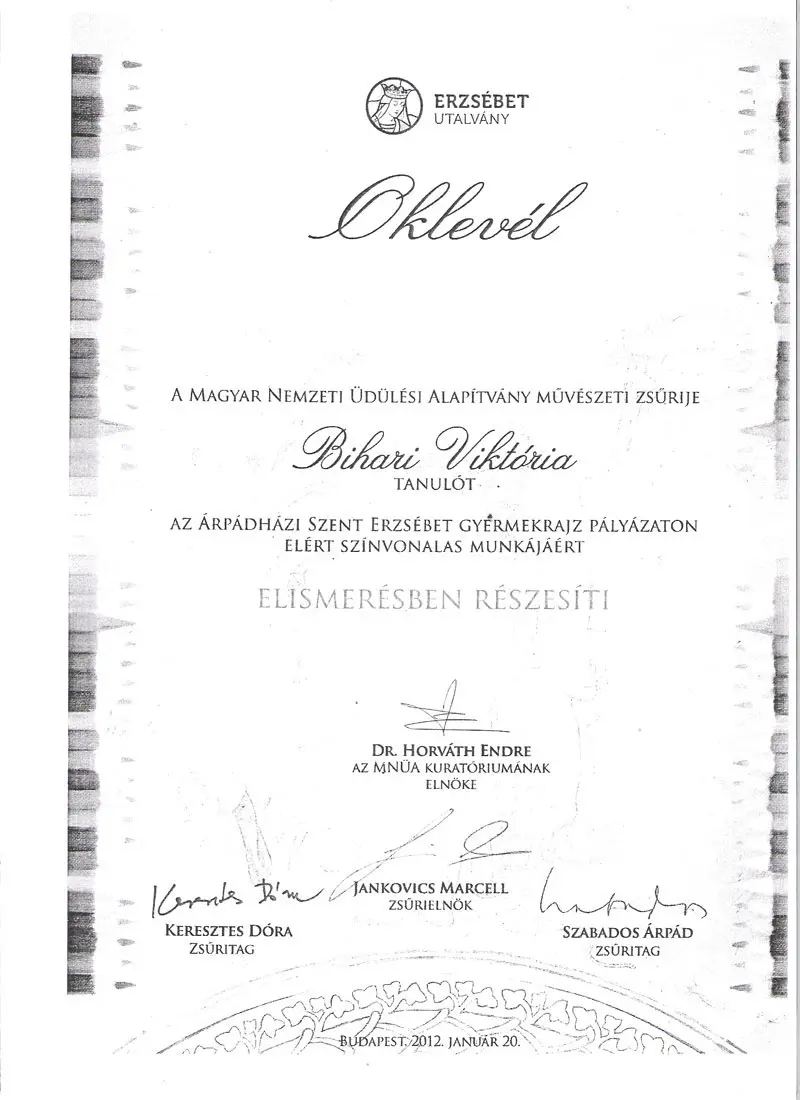 ERZSÉBET
UTALVÁNY
Oklevél
A MAGYAR NEMZETI ÜDÜLÉSI ALAPÍTVÁNY MŰVÉSZETI ZSŰRIJE
Bihari Viktória
TANULÓT
AZ ÁRPÁDHÁZI SZENT ERZSÉBET GYERMEKRAJZ PÁLYÁZATON
ELÉRT SZÍNVONALAS MUNKÁJÁÉRT
ELISMERÉSBEN RÉSZESÍTI
DR. HORVÁTH ENDRE
AZ MNÜA KURATÓRIUMÁNAK
ELNÖKE
Keresztes Dóra
JANKOVICS MARCELL
ZSŰRIELNÖK
KERESZTES DÓRA
ZSŰRITAG
SZABADOS ÁRPÁD
ZSŰRITAG
BUDAPEST, 2012. JANUÁR 20.